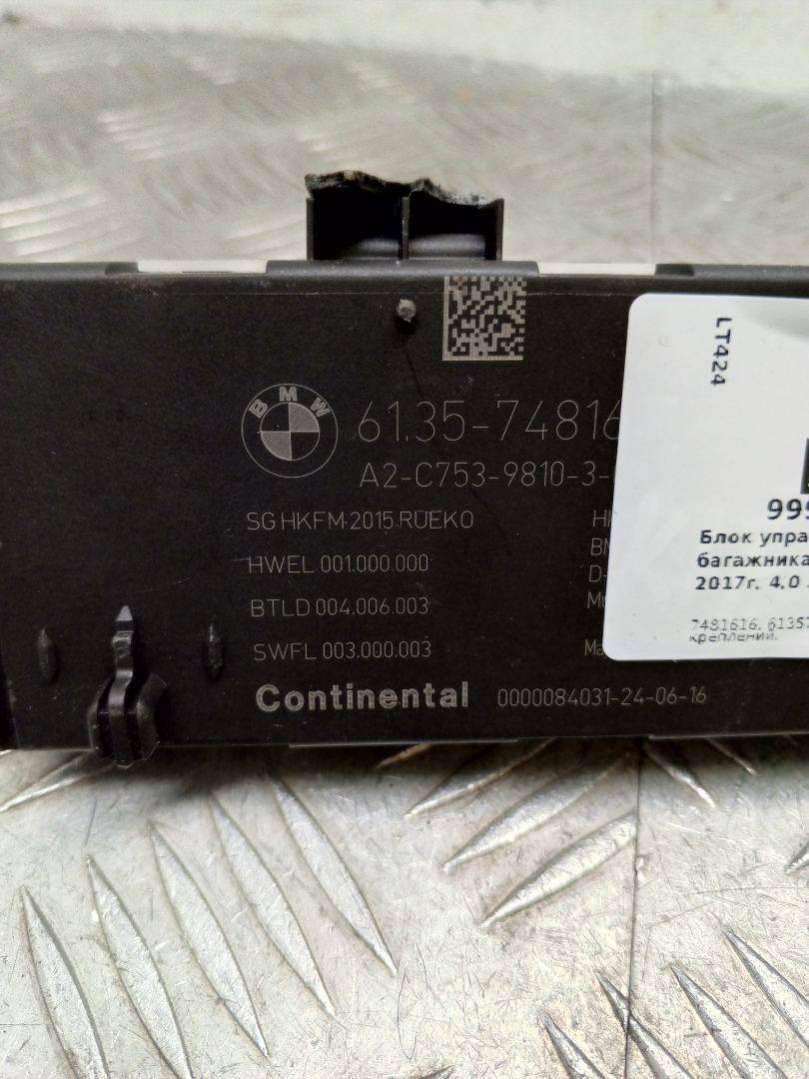 BMW
61.35-74816
A2-C753-9810-3-
SG HKFM 2015 RUEKO
HWEL 001.000.000
BTLD 004.006.003
SWFL 003.000.003
Continental 0000084031-24-06-16
LT424
999
Блок упра
багажника
2017г. 4.0
7481616, 6135
креплений.